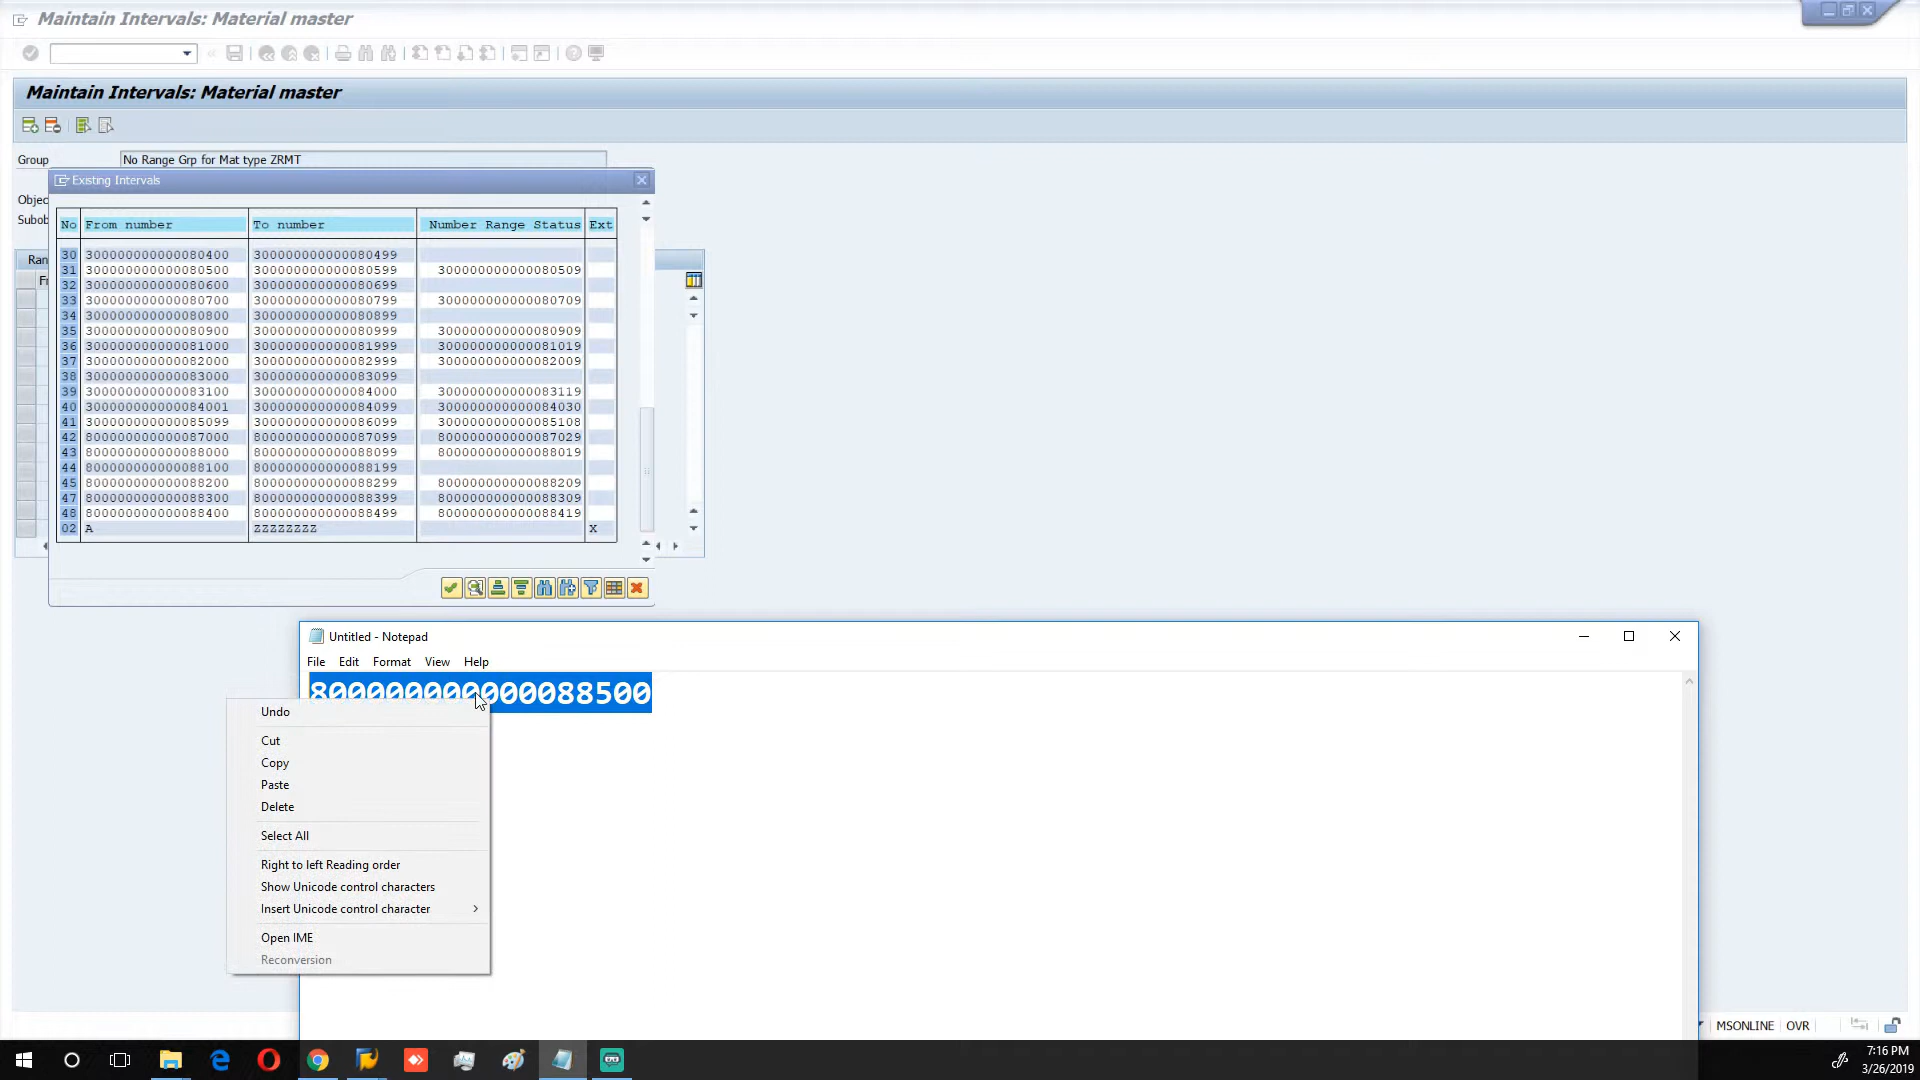 Maintain Intervals: Material master
Maintain Intervals: Material master
Group No Range Grp for Mat type ZRMT
Existing Intervals
Objec
Subob
Ran
Fr
No From number To number Number Range Status Ext
30 300000000000080400 300000000000080499
31 300000000000080500 300000000000080599 300000000000080509
32 300000000000080600 300000000000080699
33 300000000000080700 300000000000080799 300000000000080709
34 300000000000080800 300000000000080899
35 300000000000080900 300000000000080999 300000000000080909
36 300000000000081000 300000000000081999 300000000000081019
37 300000000000082000 300000000000082999 300000000000082009
38 300000000000083000 300000000000083099
39 300000000000083100 300000000000084000 300000000000083119
40 300000000000084001 300000000000084099 300000000000084030
41 300000000000085099 300000000000086099 300000000000085108
42 800000000000087000 800000000000087099 800000000000087029
43 800000000000088000 800000000000088099 800000000000088019
44 800000000000088100 800000000000088199
45 800000000000088200 800000000000088299 800000000000088209
47 800000000000088300 800000000000088399 800000000000088309
48 800000000000088400 800000000000088499 800000000000088419
02 A ZZZZZZZZ X
Untitled - Notepad
File Edit Format View Help
800000000000088500
Undo
Cut
Copy
Paste
Delete
Select All
Right to left Reading order
Show Unicode control characters
Insert Unicode control character
Open IME
Reconversion
MSONLINE OVR
7:16 PM
3/26/2019